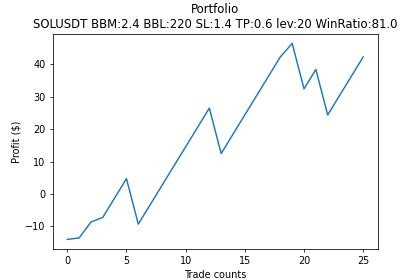 Portfolio
SOLUSDT BBM:2.4 BBL:220 SL:1.4 TP:0.6 lev:20 WinRatio:81.0
40
30
20
10
0
−10
Profit ($)
0 5 10 15 20 25
Trade counts